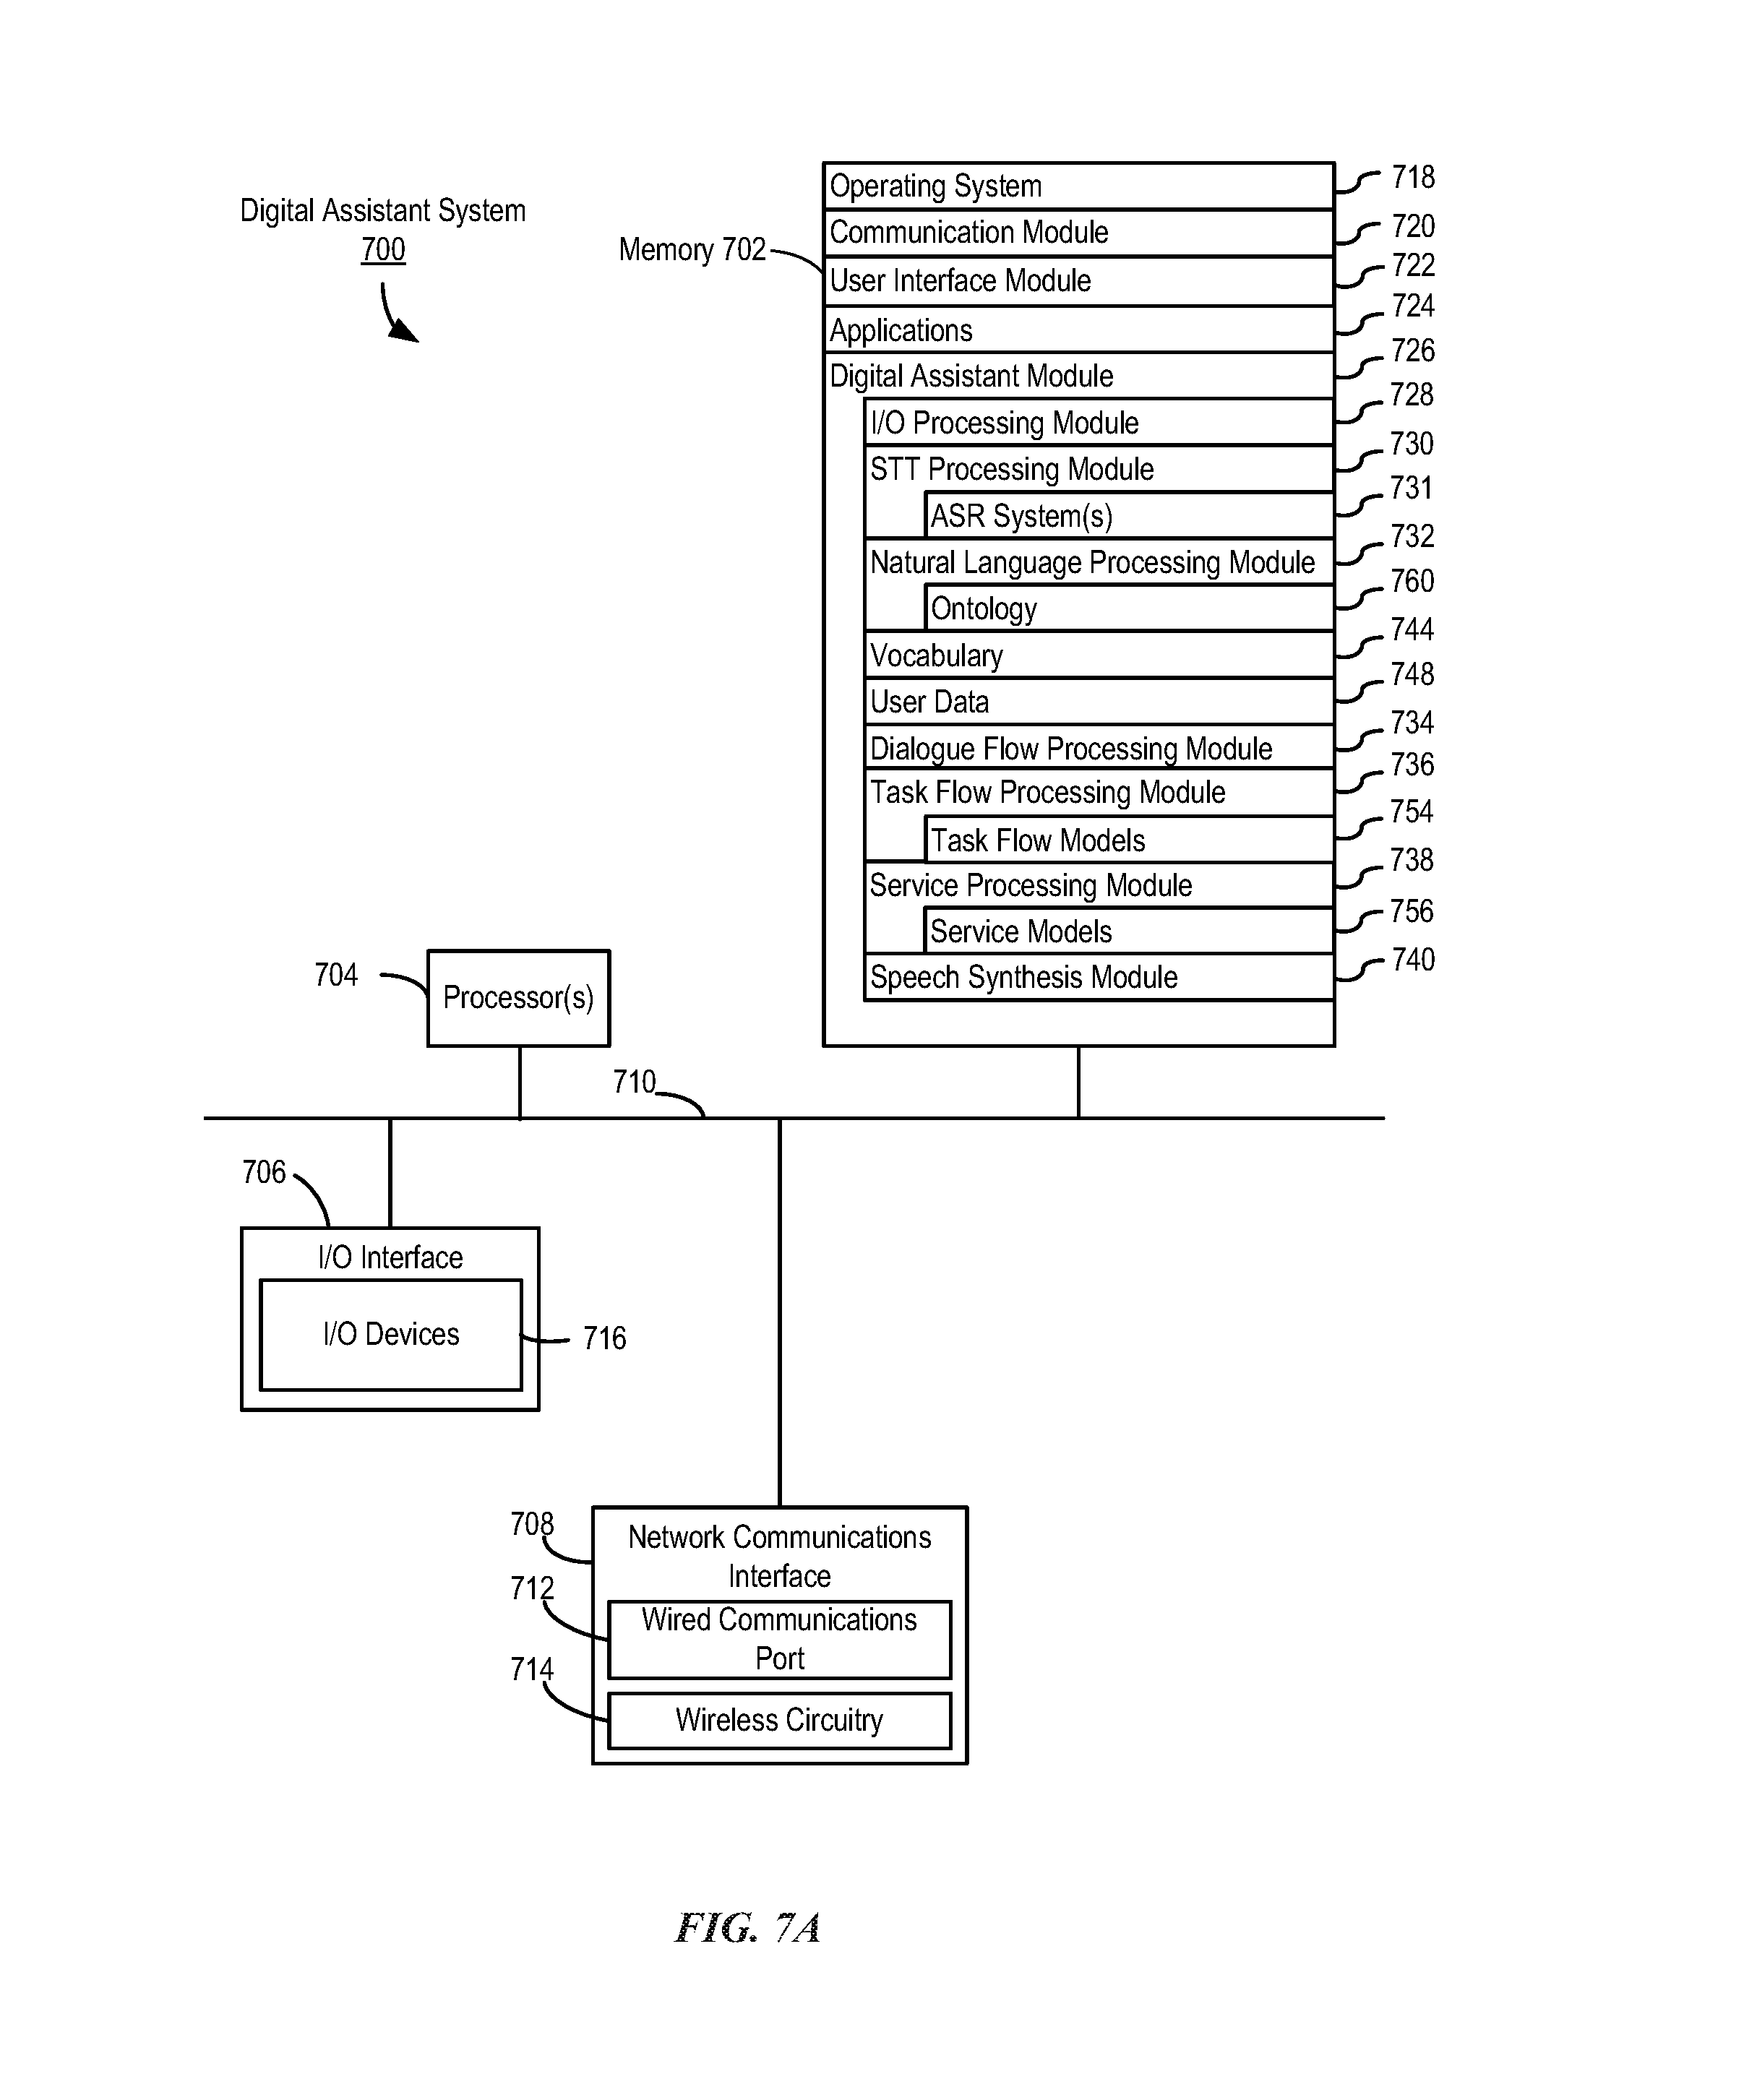 Digital Assistant System
700
Memory 702
Operating System 718
Communication Module 720
User Interface Module 722
Applications 724
Digital Assistant Module 726
I/O Processing Module 728
STT Processing Module 730
ASR System(s) 731
Natural Language Processing Module 732
Ontology 760
Vocabulary 744
User Data 748
Dialogue Flow Processing Module 734
Task Flow Processing Module 736
Task Flow Models 754
Service Processing Module 738
Service Models 756
Speech Synthesis Module 740
704
Processor(s)
710
706
I/O Interface
I/O Devices
716
708
Network Communications
Interface
712
Wired Communications
Port
714
Wireless Circuitry
FIG. 7A